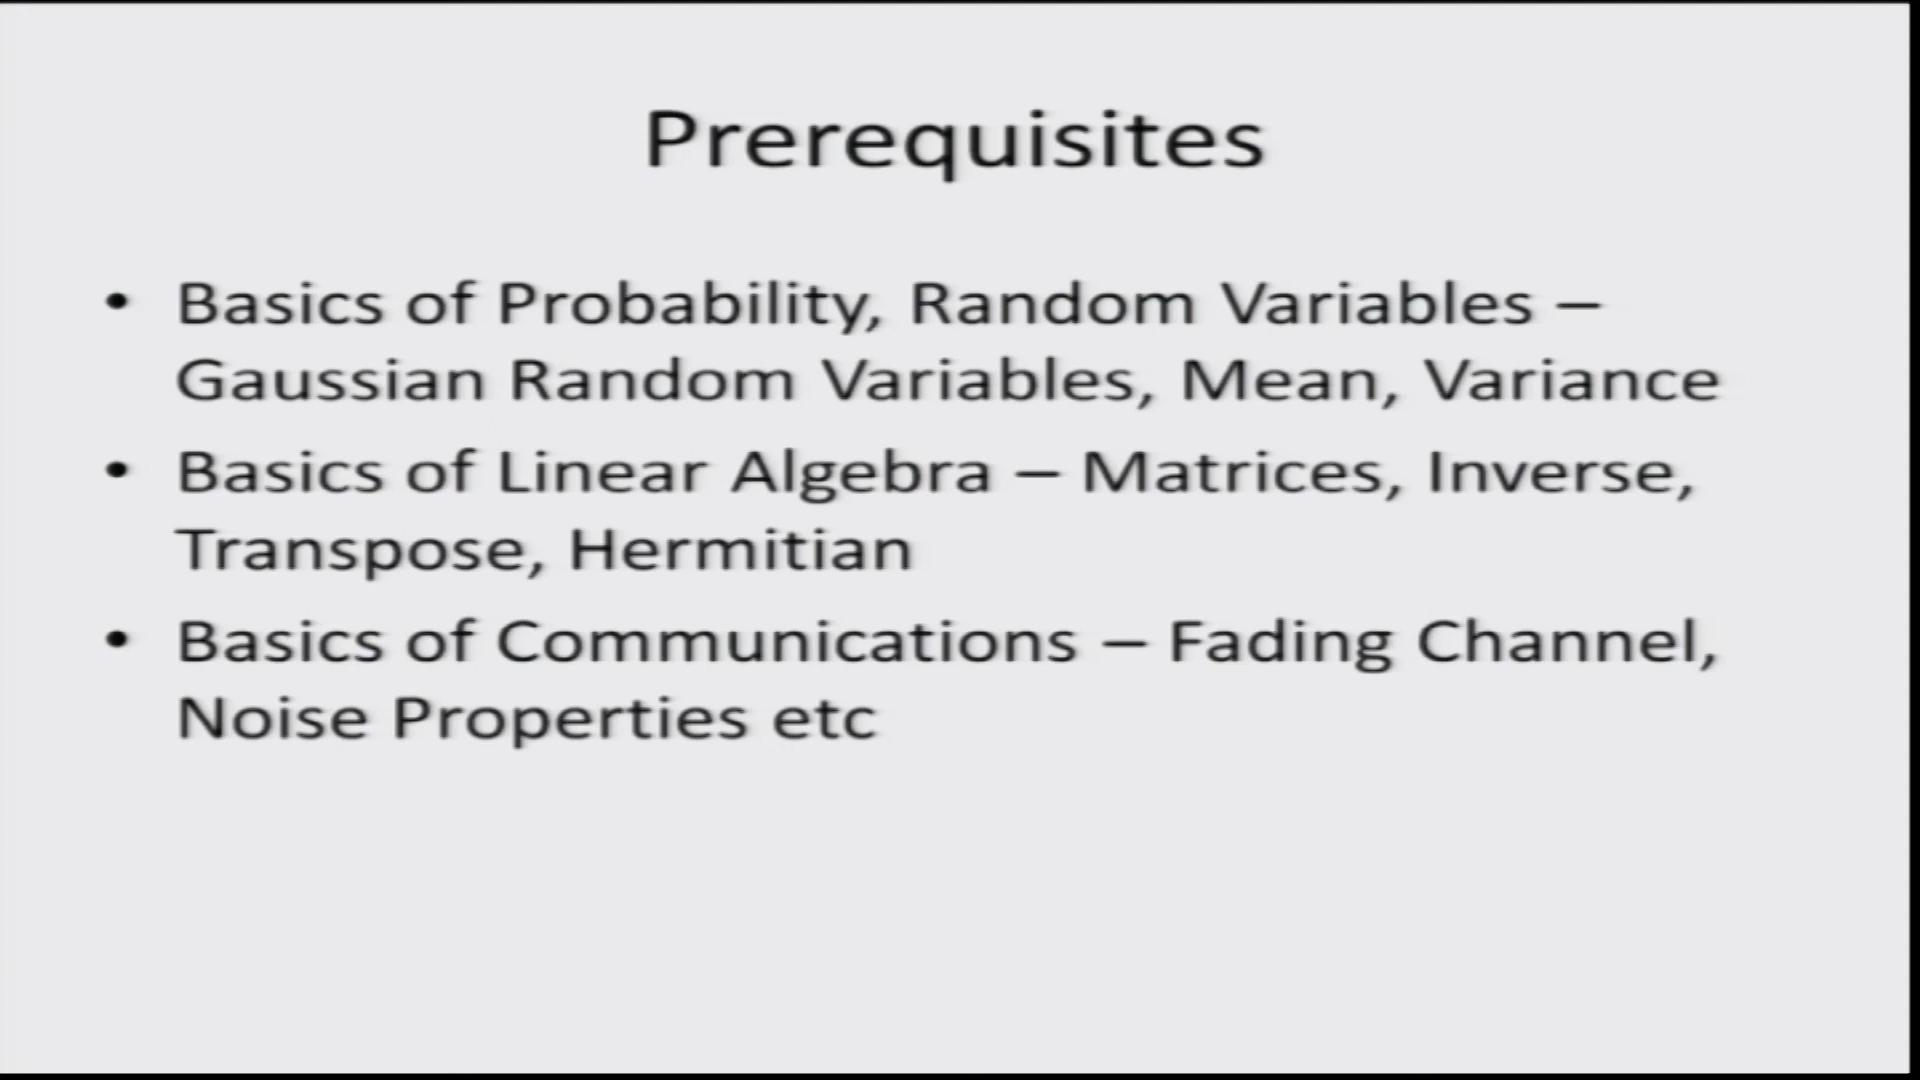 Prerequisites
• Basics of Probability, Random Variables –
Gaussian Random Variables, Mean, Variance
• Basics of Linear Algebra – Matrices, Inverse,
Transpose, Hermitian
• Basics of Communications – Fading Channel,
Noise Properties etc